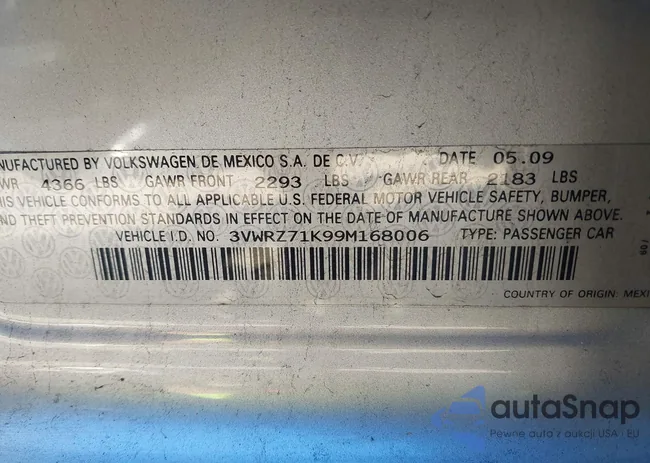 NUFACTURED BY VOLKSWAGEN DE MEXICO S.A. DE C.V. DATE 05.09
WR 4366 LBS GAWR FRONT 2293 LBS GAWR REAR 2183 LBS
THIS VEHICLE CONFORMS TO ALL APPLICABLE U.S. FEDERAL MOTOR VEHICLE SAFETY, BUMPER,
ND THEFT PREVENTION STANDARDS IN EFFECT ON THE DATE OF MANUFACTURE SHOWN ABOVE.
VEHICLE I.D. NO. 3VWRZ71K99M168006 TYPE: PASSENGER CAR
COUNTRY OF ORIGIN: MEXI
autaSnap
Pewne auta z aukcji USA i EU